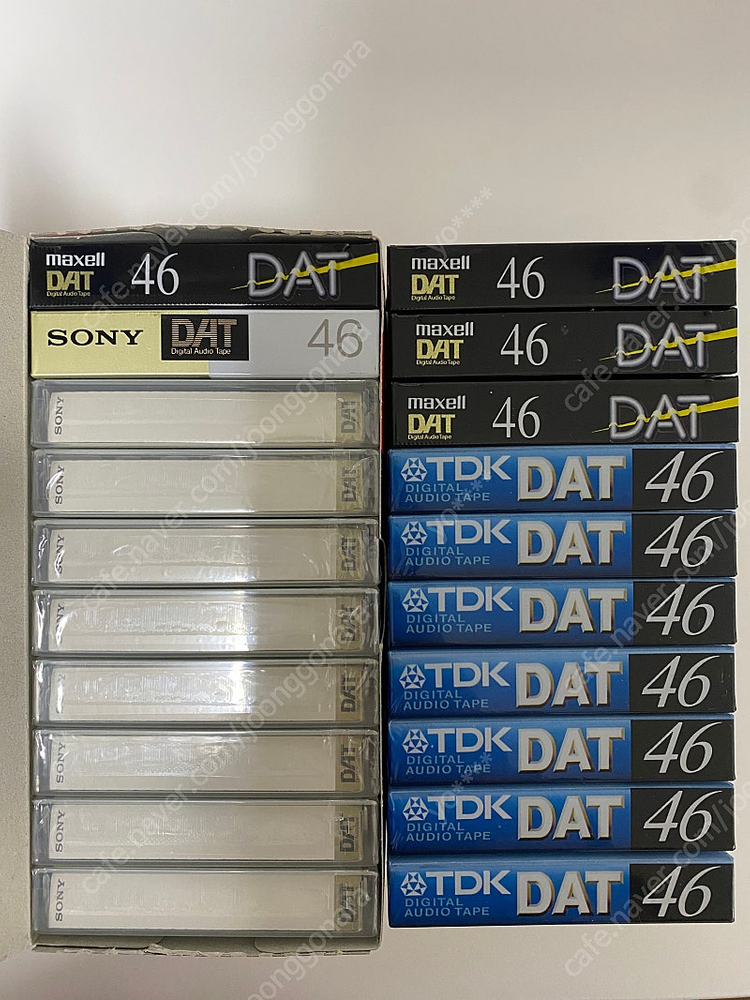 maxell
DAT
Digital Audio Tape
46
DAT
SONY
DAT
Digital Audio Tape
46
SONY
DAT
SONY
DAT
SONY
DAT
SONY
DAT
SONY
DAT
SONY
DAT
SONY
DAT
SONY
DAT
maxell
DAT
Digital Audio Tape
46
DAT
maxell
DAT
Digital Audio Tape
46
DAT
maxell
DAT
Digital Audio Tape
46
DAT
TDK
DIGITAL
AUDIO TAPE
DAT
46
TDK
DIGITAL
AUDIO TAPE
DAT
46
TDK
DIGITAL
AUDIO TAPE
DAT
46
TDK
DIGITAL
AUDIO TAPE
DAT
46
TDK
DIGITAL
AUDIO TAPE
DAT
46
TDK
DIGITAL
AUDIO TAPE
DAT
46
TDK
DIGITAL
AUDIO TAPE
DAT
46
cafe.naver.com/joonggonara